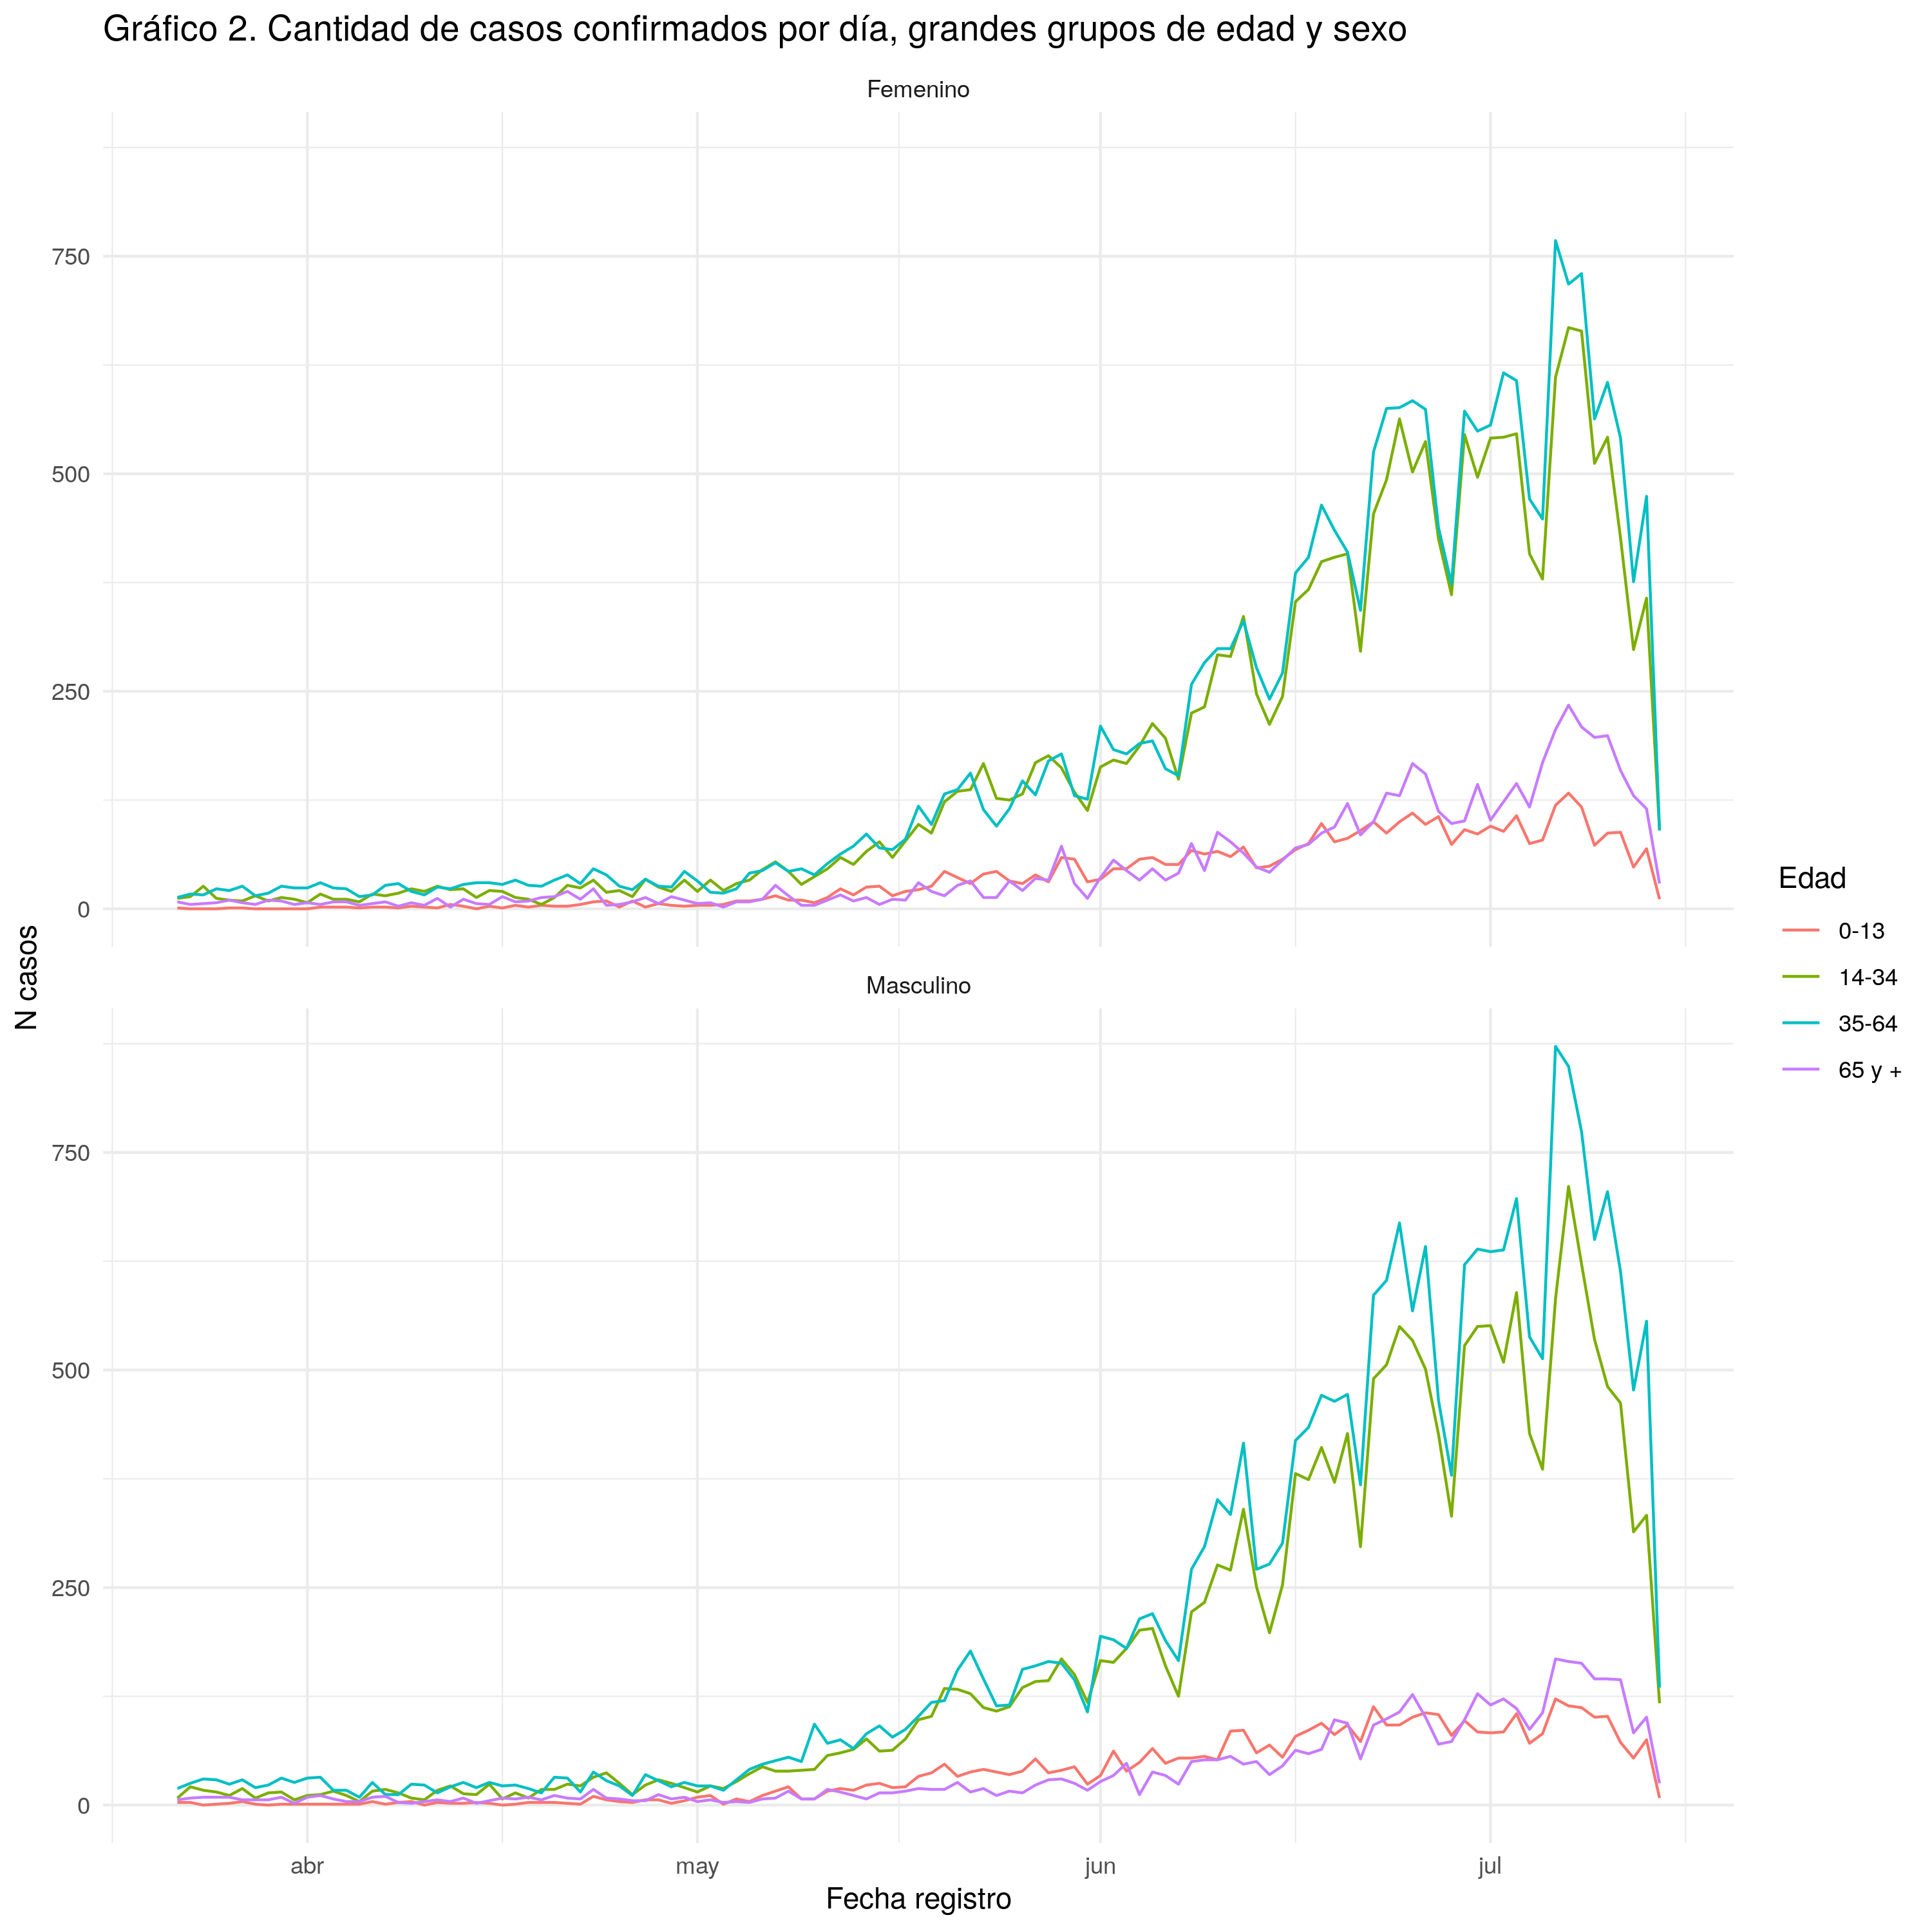 Gráfico 2. Cantidad de casos confirmados por día, grandes grupos de edad y sexo
Femenino
750
500
250
0
Masculino
750
500
250
0
abr may jun jul
Fecha registro
N casos
Edad
0-13
14-34
35-64
65 y +